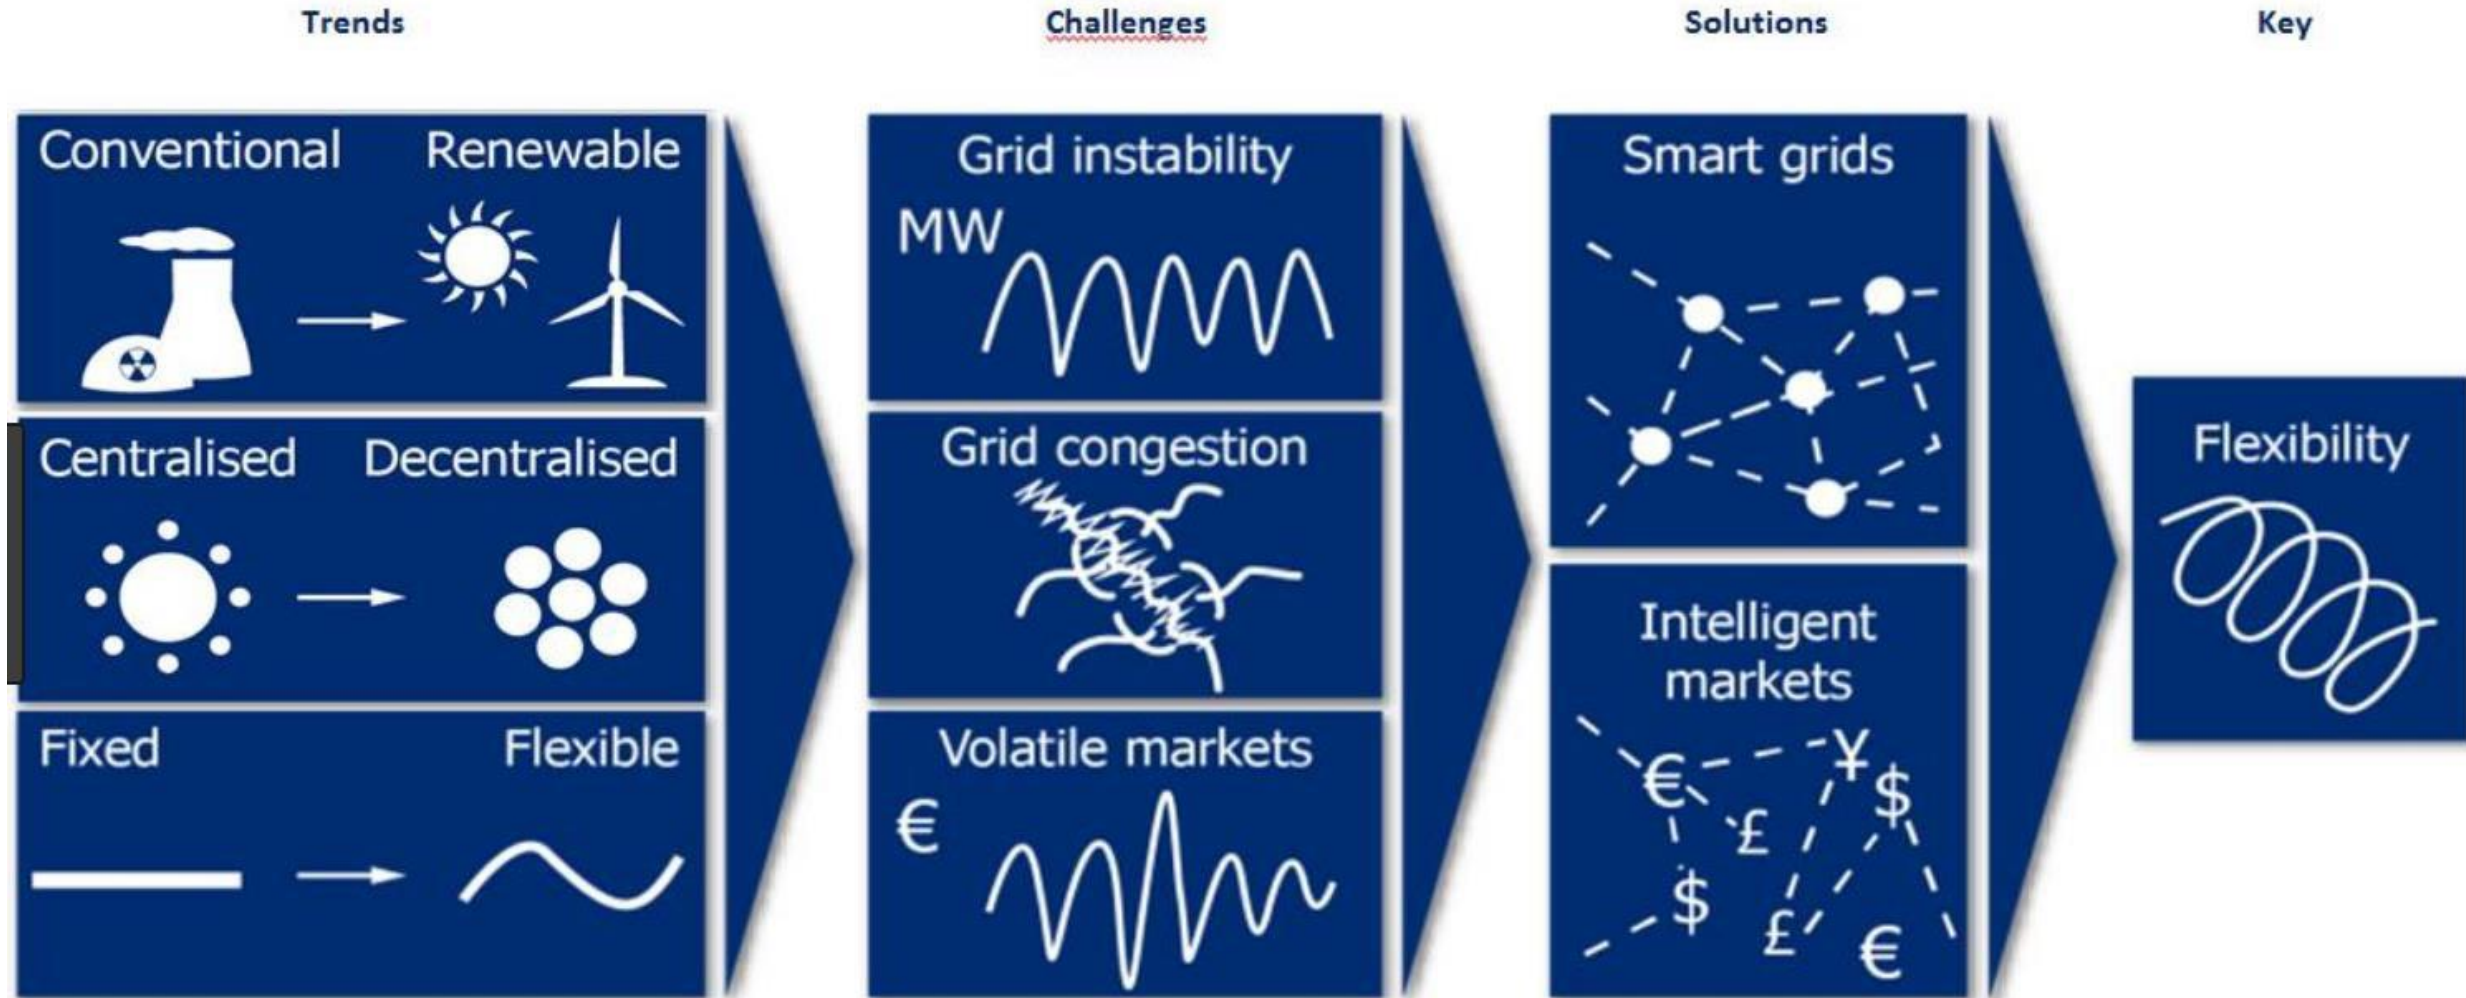 Trends
Challenges
Solutions
Key
Conventional
Renewable
Centralised
Decentralised
Fixed
Flexible
Grid instability
MW
Grid congestion
Volatile markets
€
Smart grids
Intelligent
markets
€
¥
$
£
$
£
€
Flexibility